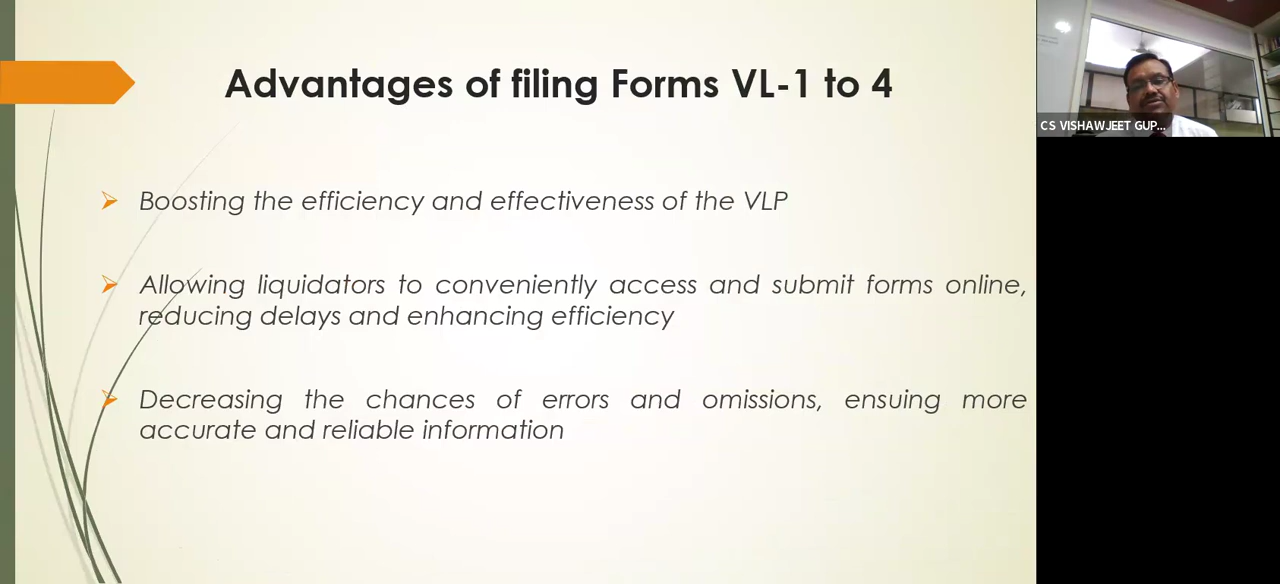 Advantages of filing Forms VL-1 to 4
Boosting the efficiency and effectiveness of the VLP
Allowing liquidators to conveniently access and submit forms online,
reducing delays and enhancing efficiency
Decreasing the chances of errors and omissions, ensuing more
accurate and reliable information
CS VISHAWJEET GUP...